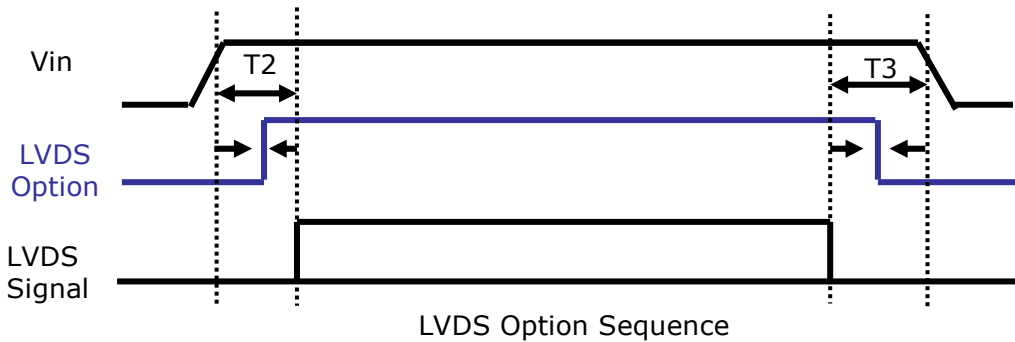 Vin
T2
T3
LVDS
Option
LVDS
Signal
LVDS Option Sequence